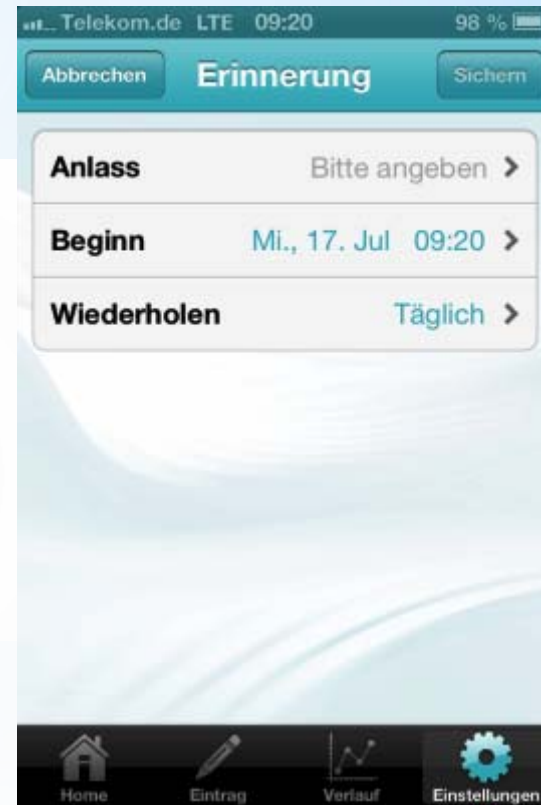 Telekom.de LTE 09:20 98 %
Abbrechen Erinnerung Sichern
Anlass Bitte angeben
Beginn Mi., 17. Jul 09:20
Wiederholen Täglich
Home Eintrag Verlauf Einstellungen